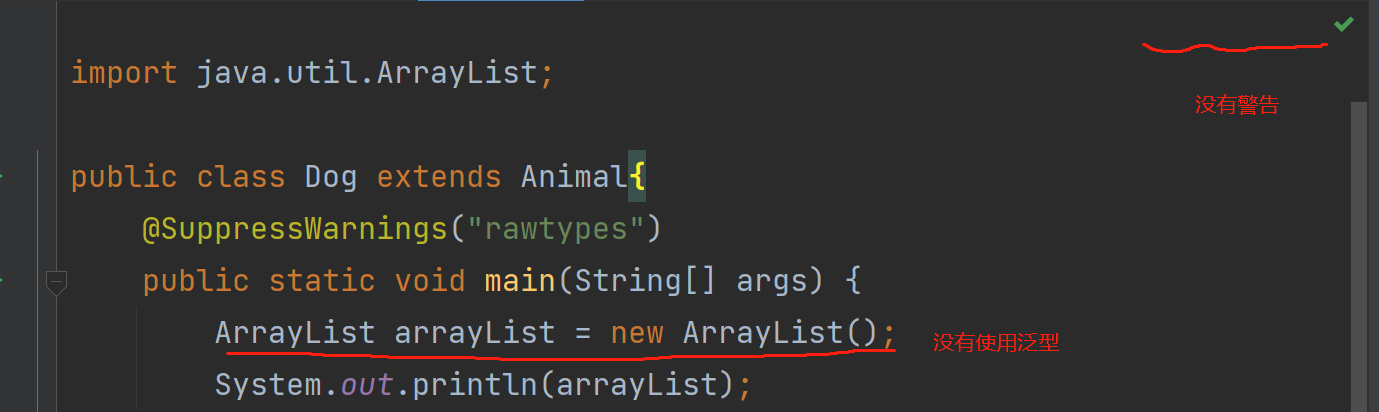 import java.util.ArrayList;
没有警告
public class Dog extends Animal{
@SuppressWarnings("rawtypes")
public static void main(String[] args) {
ArrayList arrayList = new ArrayList();
没有使用泛型
System.out.println(arrayList);